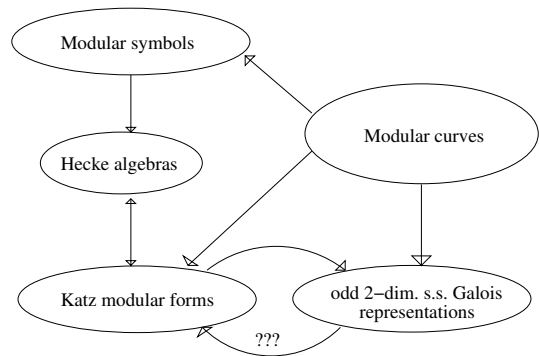 Modular symbols
Modular curves
Hecke algebras
Katz modular forms
odd 2−dim. s.s. Galois
representations
???